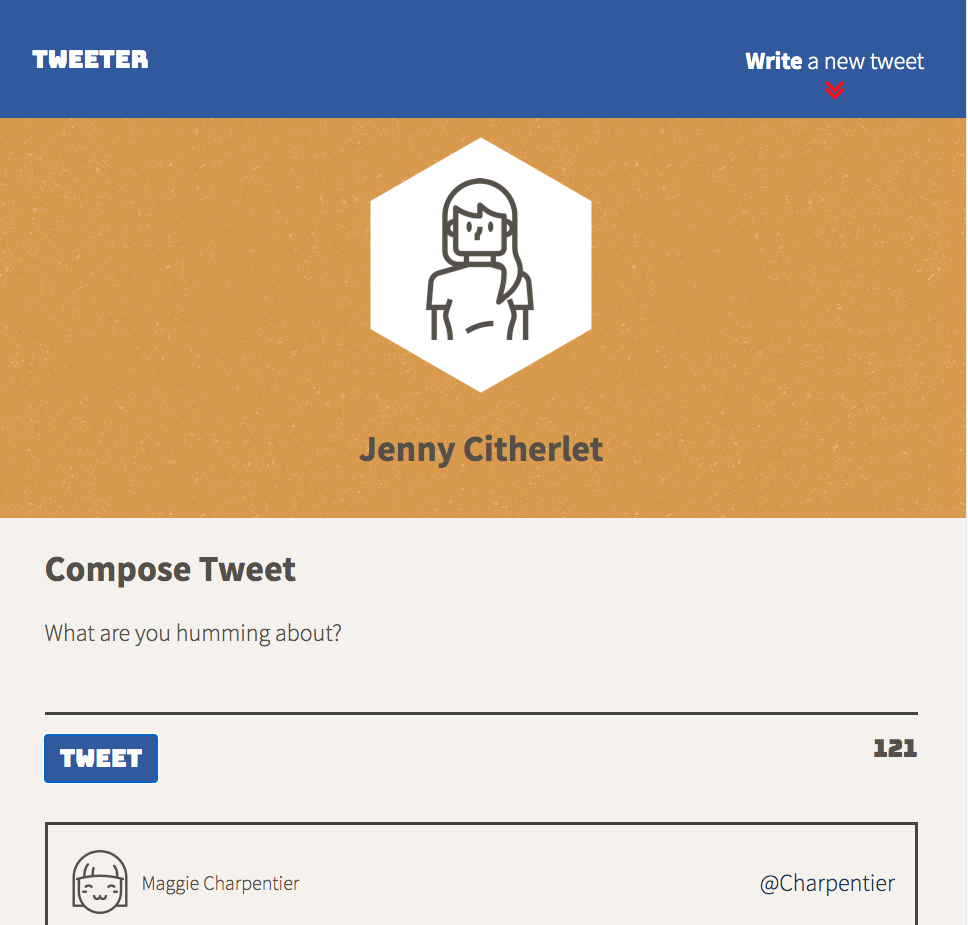 TWEETER
Write a new tweet
Jenny Citherlet
Compose Tweet
What are you humming about?
TWEET
121
Maggie Charpentier
@Charpentier